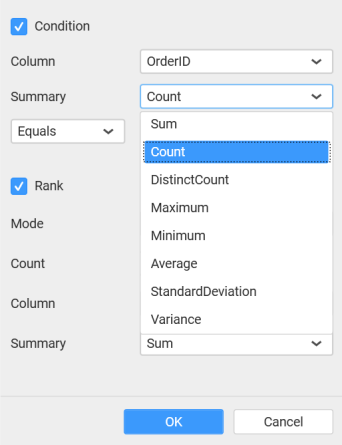 Condition
Column OrderID
Summary Count
Equals Sum
Count
DistinctCount
Rank Maximum
Mode Minimum
Count Average
StandardDeviation
Column Variance
Summary Sum
OK Cancel